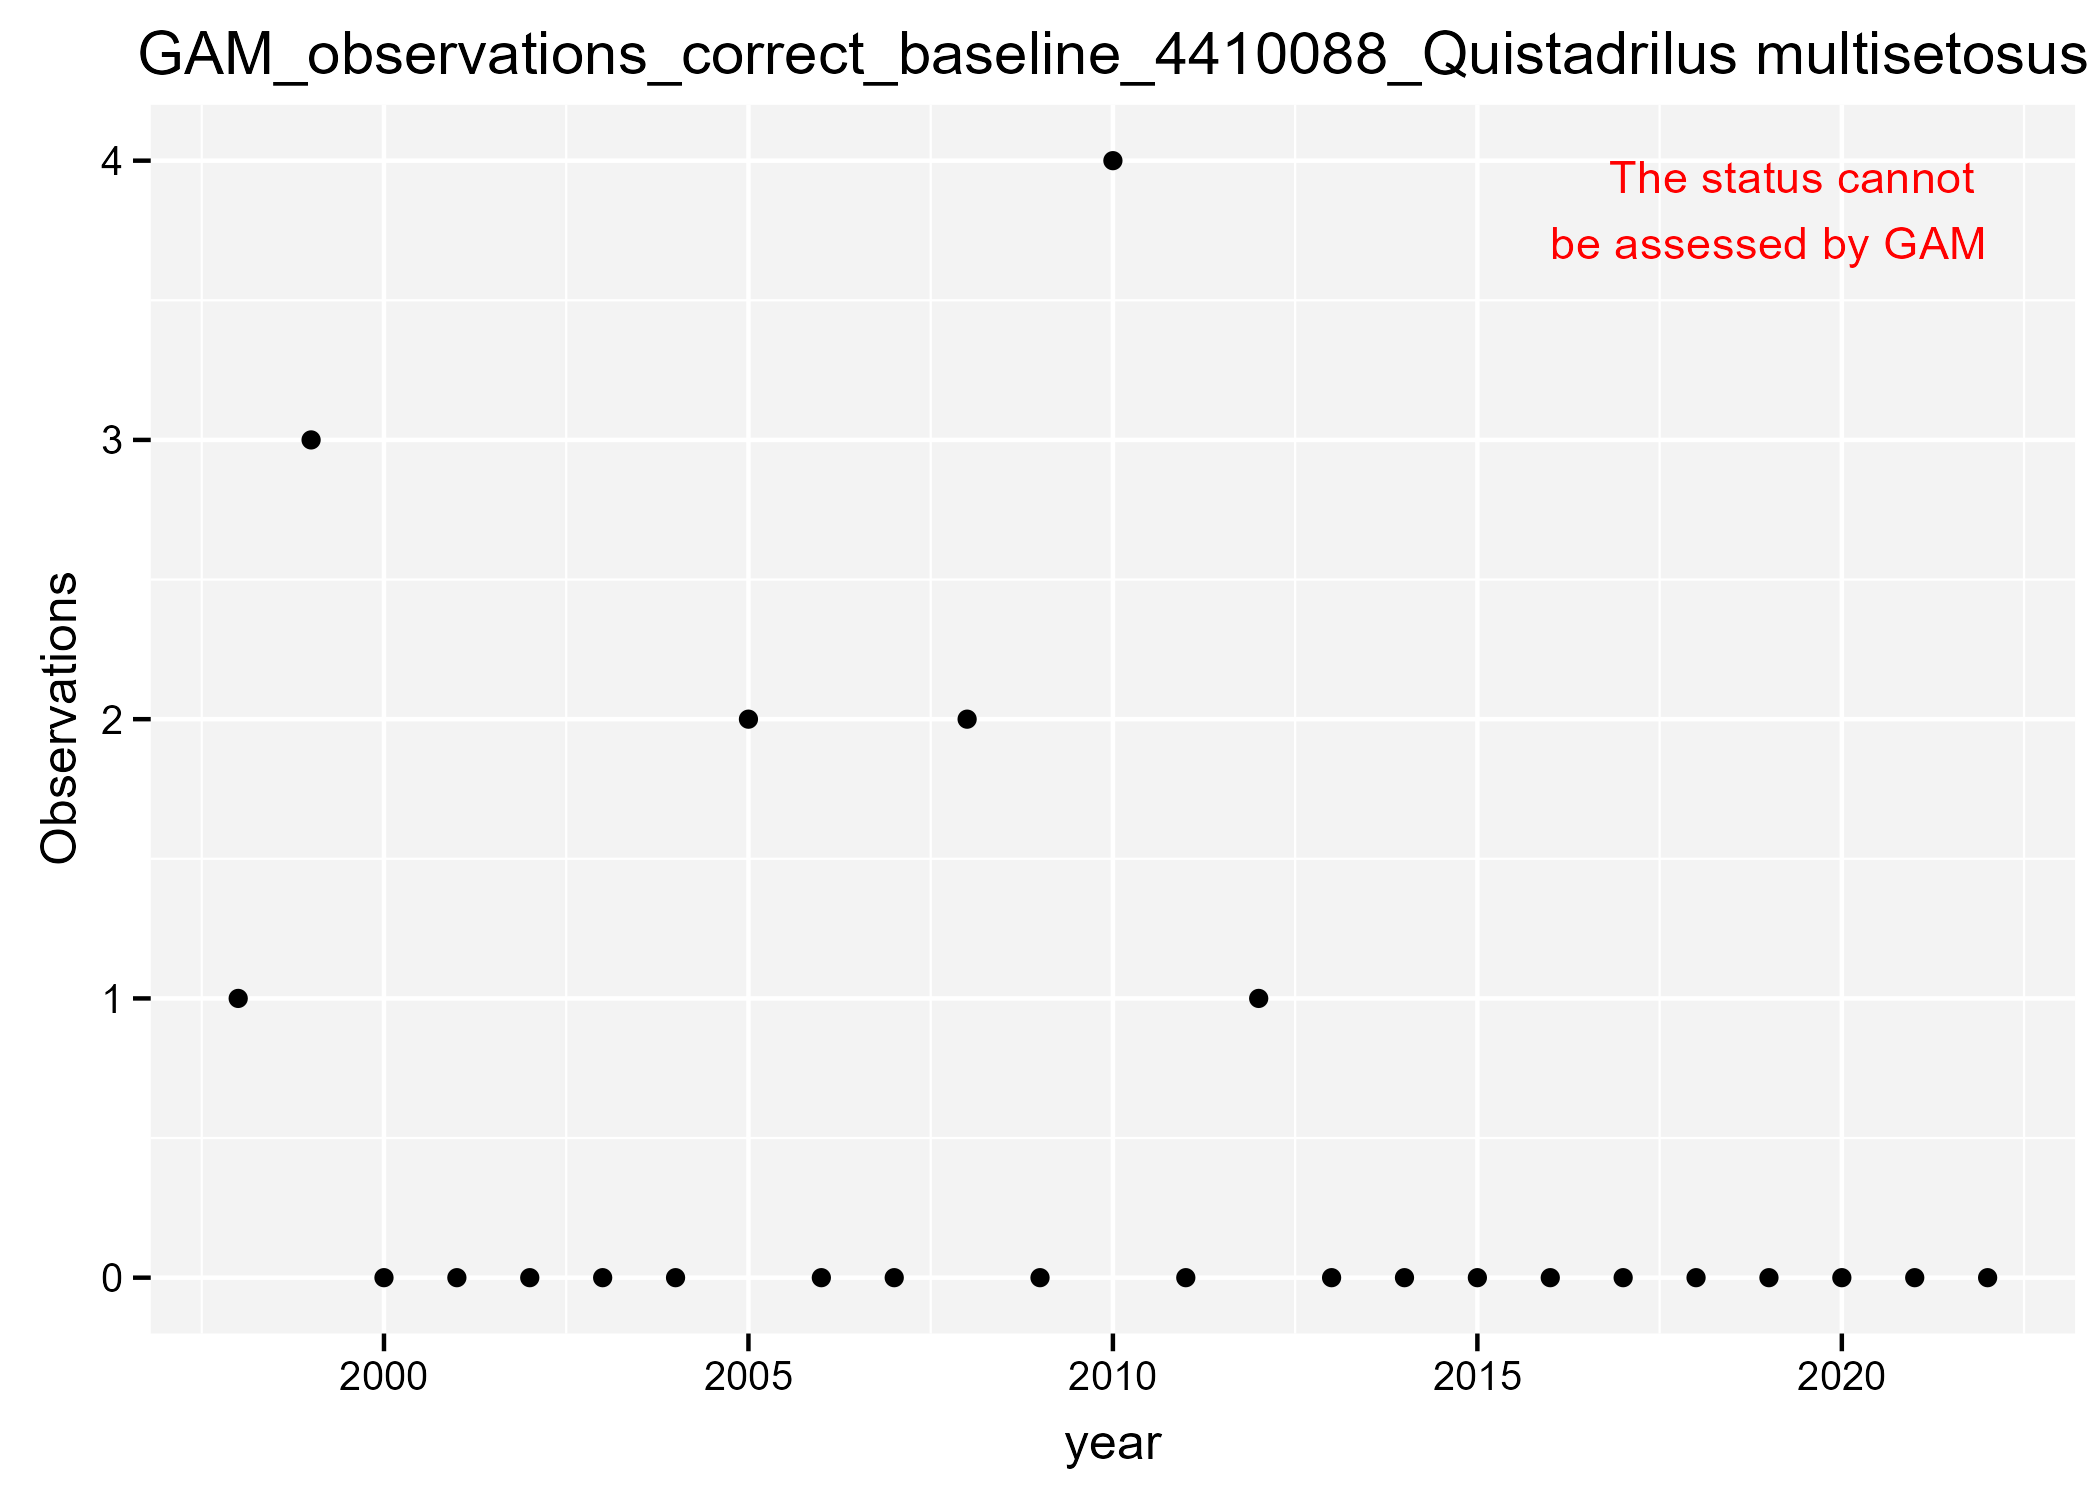 GAM_observations_correct_baseline_4410088_Quistadrilus multisetosus
The status cannot
be assessed by GAM
Observations
4
3
2
1
0
2000 2005 2010 2015 2020
year